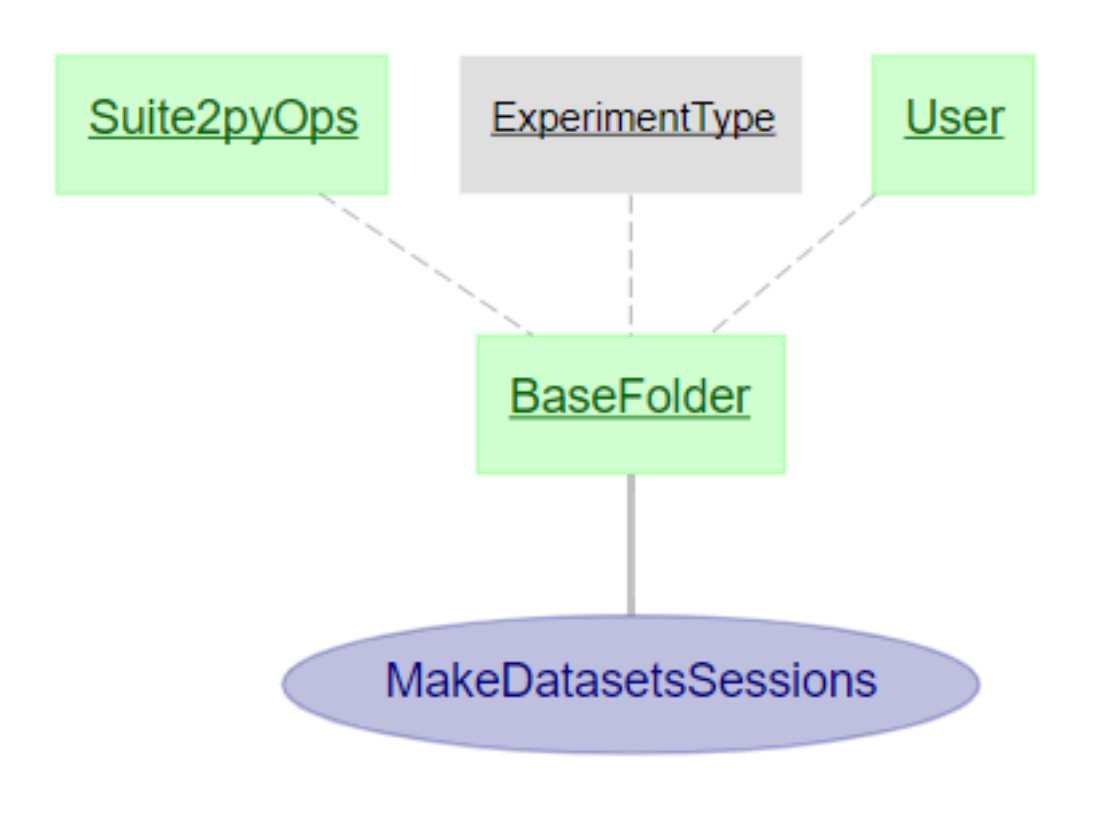 Suite2pyOps
ExperimentType
User
BaseFolder
MakeDatasetsSessions